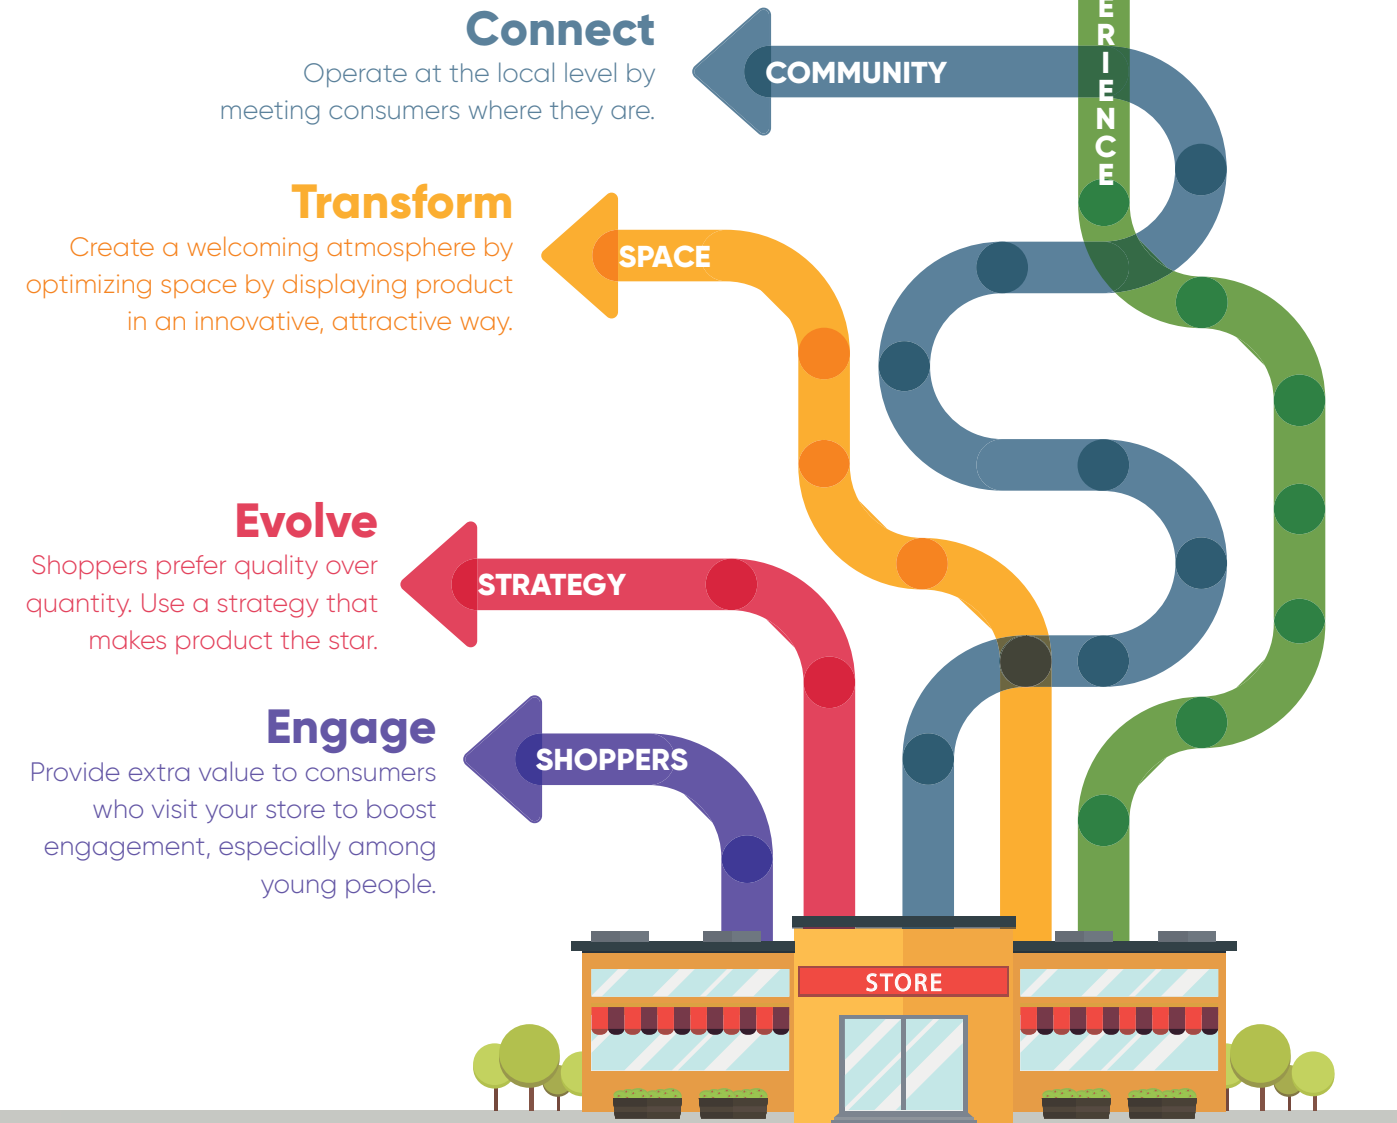 Connect
Operate at the local level by
meeting consumers where they are.
COMMUNITY
ERIENCE
Transform
Create a welcoming atmosphere by
optimizing space by displaying product
in an innovative, attractive way.
SPACE
Evolve
Shoppers prefer quality over
quantity. Use a strategy that
makes product the star.
STRATEGY
Engage
Provide extra value to consumers
who visit your store to boost
engagement, especially among
young people.
SHOPPERS
STORE